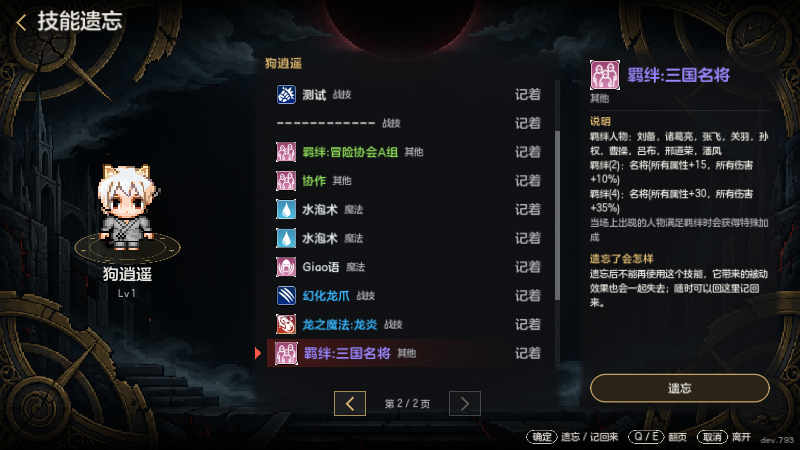 技能遗忘
狗逍遥
Lv1
狗逍遥
测试 战技 记着
------------ 战技 记着
羁绊:冒险协会A组 其他 记着
协作 其他 记着
水泡术 魔法 记着
水泡术 魔法 记着
Giao语 魔法 记着
幻化龙爪 战技 记着
龙之魔法:龙炎 战技 记着
羁绊:三国名将 其他 记着
第2/2页
羁绊:三国名将
其他
说明
羁绊人物：刘备，诸葛亮，张飞，关羽，孙
权，曹操，吕布，邢道荣，潘凤
羁绊(2)：名将(所有属性+15，所有伤害
+10%)
羁绊(4)：名将(所有属性+30，所有伤害
+35%)
当场上出现的人物满足羁绊时会获得特殊加
成
遗忘了会怎样
遗忘后不能再使用这个技能，它带来的被动
效果也会一起失去；随时可以回这里记回
来。
遗忘
确定 遗忘/记回来 Q/E 翻页 取消 离开
dev.793